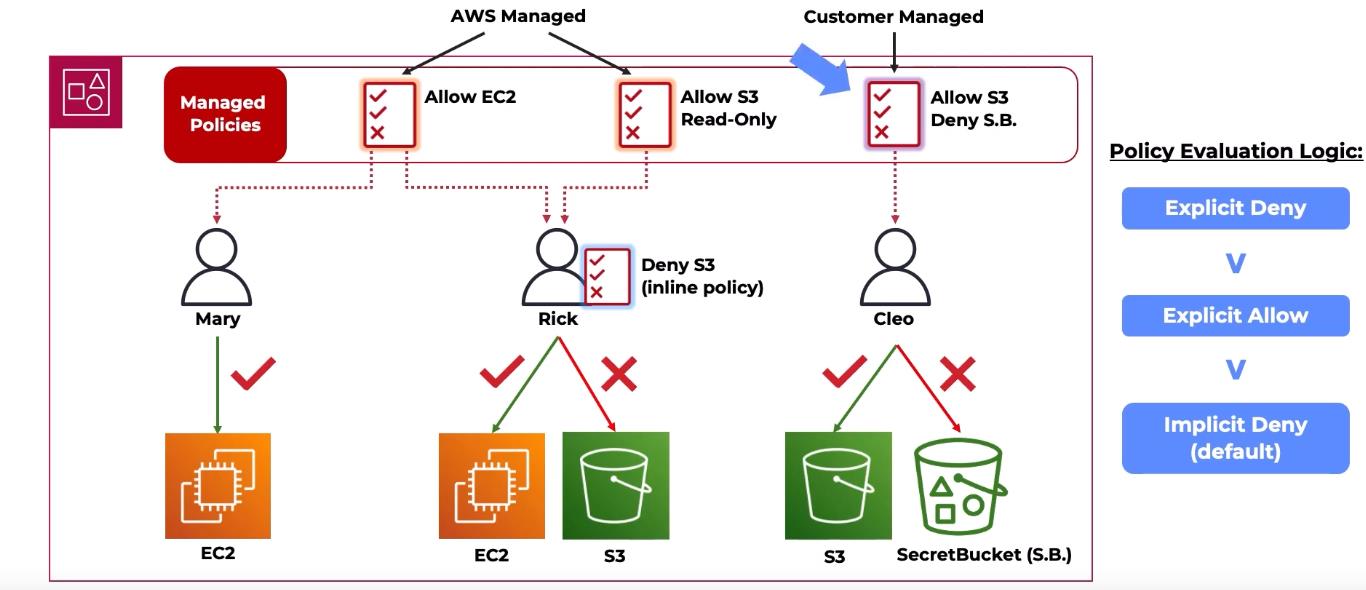 AWS Managed
Customer Managed
Managed
Policies
Allow EC2
Allow S3
Read-Only
Allow S3
Deny S.B.
Policy Evaluation Logic:
Explicit Deny
V
Explicit Allow
V
Implicit Deny
(default)
Deny S3
(inline policy)
Mary
Rick
Cleo
EC2
EC2
S3
S3
SecretBucket (S.B.)